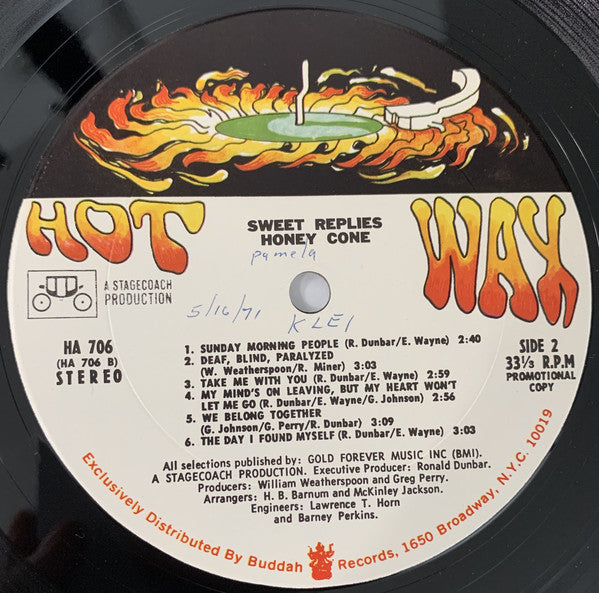 HOT WAX
SWEET REPLIES
HONEY CONE
pamela
A STAGECOACH
PRODUCTION
5/16/71 KLEI
HA 706
(HA 706 B)
STEREO
SIDE 2
33⅓ R.P.M
PROMOTIONAL
COPY
1. SUNDAY MORNING PEOPLE (R. Dunbar/E. Wayne) 2:40
2. DEAF, BLIND, PARALYZED
(W. Weatherspoon/R. Miner) 3:03
3. TAKE ME WITH YOU (R. Dunbar/E. Wayne) 2:59
4. MY MIND'S ON LEAVING, BUT MY HEART WON'T
LET ME GO (R. Dunbar/E. Wayne/G. Johnson) 2:56
5. WE BELONG TOGETHER
(G. Johnson/G. Perry/R. Dunbar) 3:09
6. THE DAY I FOUND MYSELF (R. Dunbar/E. Wayne) 3:03
All selections published by: GOLD FOREVER MUSIC INC (BMI).
A STAGECOACH PRODUCTION. Executive Producer: Ronald Dunbar.
Producers: William Weatherspoon and Greg Perry.
Arrangers: H. B. Barnum and McKinley Jackson.
Engineers: Lawrence T. Horn
and Barney Perkins.
Exclusively Distributed By Buddah Records, 1650 Broadway, N.Y.C. 10019